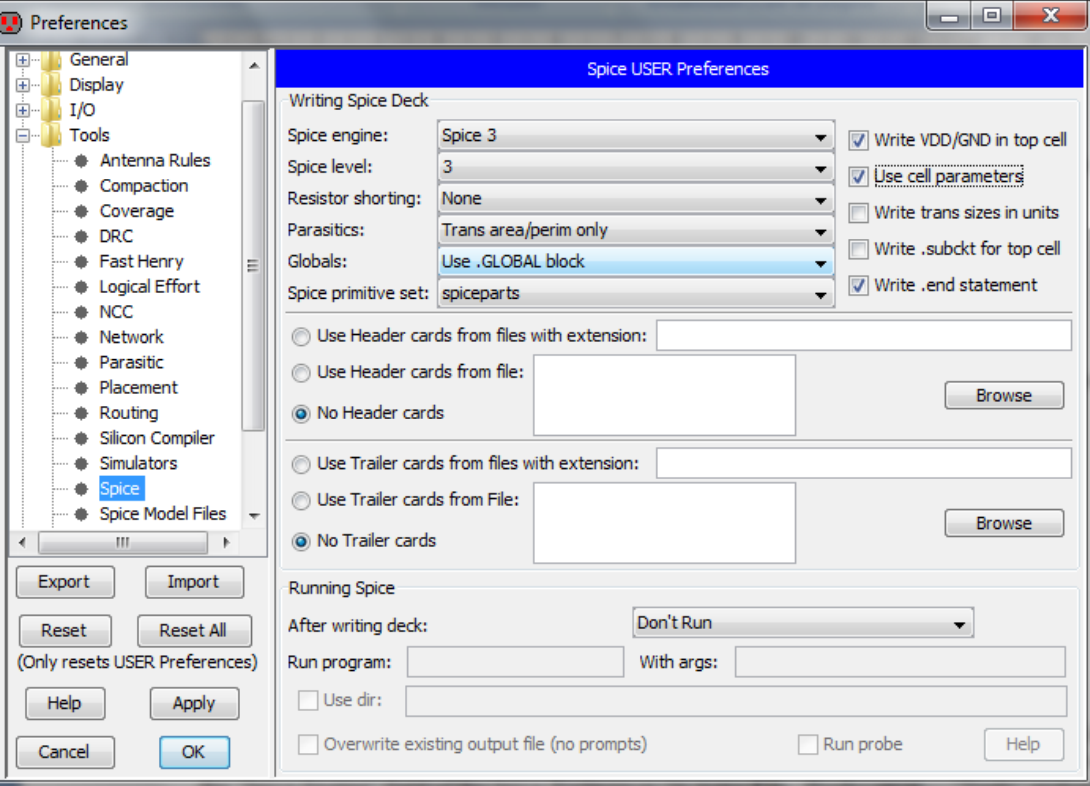 Preferences
General
Display
I/O
Tools
Antenna Rules
Compaction
Coverage
DRC
Fast Henry
Logical Effort
NCC
Network
Parasitic
Placement
Routing
Silicon Compiler
Simulators
Spice
Spice Model Files
Export Import
Reset Reset All
(Only resets USER Preferences)
Help Apply
Cancel OK
Spice USER Preferences
Writing Spice Deck
Spice engine: Spice 3
Spice level: 3
Resistor shorting: None
Parasitics: Trans area/perim only
Globals: Use .GLOBAL block
Spice primitive set: spiceparts
Write VDD/GND in top cell
Use cell parameters
Write trans sizes in units
Write .subckt for top cell
Write .end statement
Use Header cards from files with extension:
Use Header cards from file:
No Header cards
Browse
Use Trailer cards from files with extension:
Use Trailer cards from File:
No Trailer cards
Browse
Running Spice
After writing deck: Don't Run
Run program: With args:
Use dir:
Overwrite existing output file (no prompts) Run probe Help